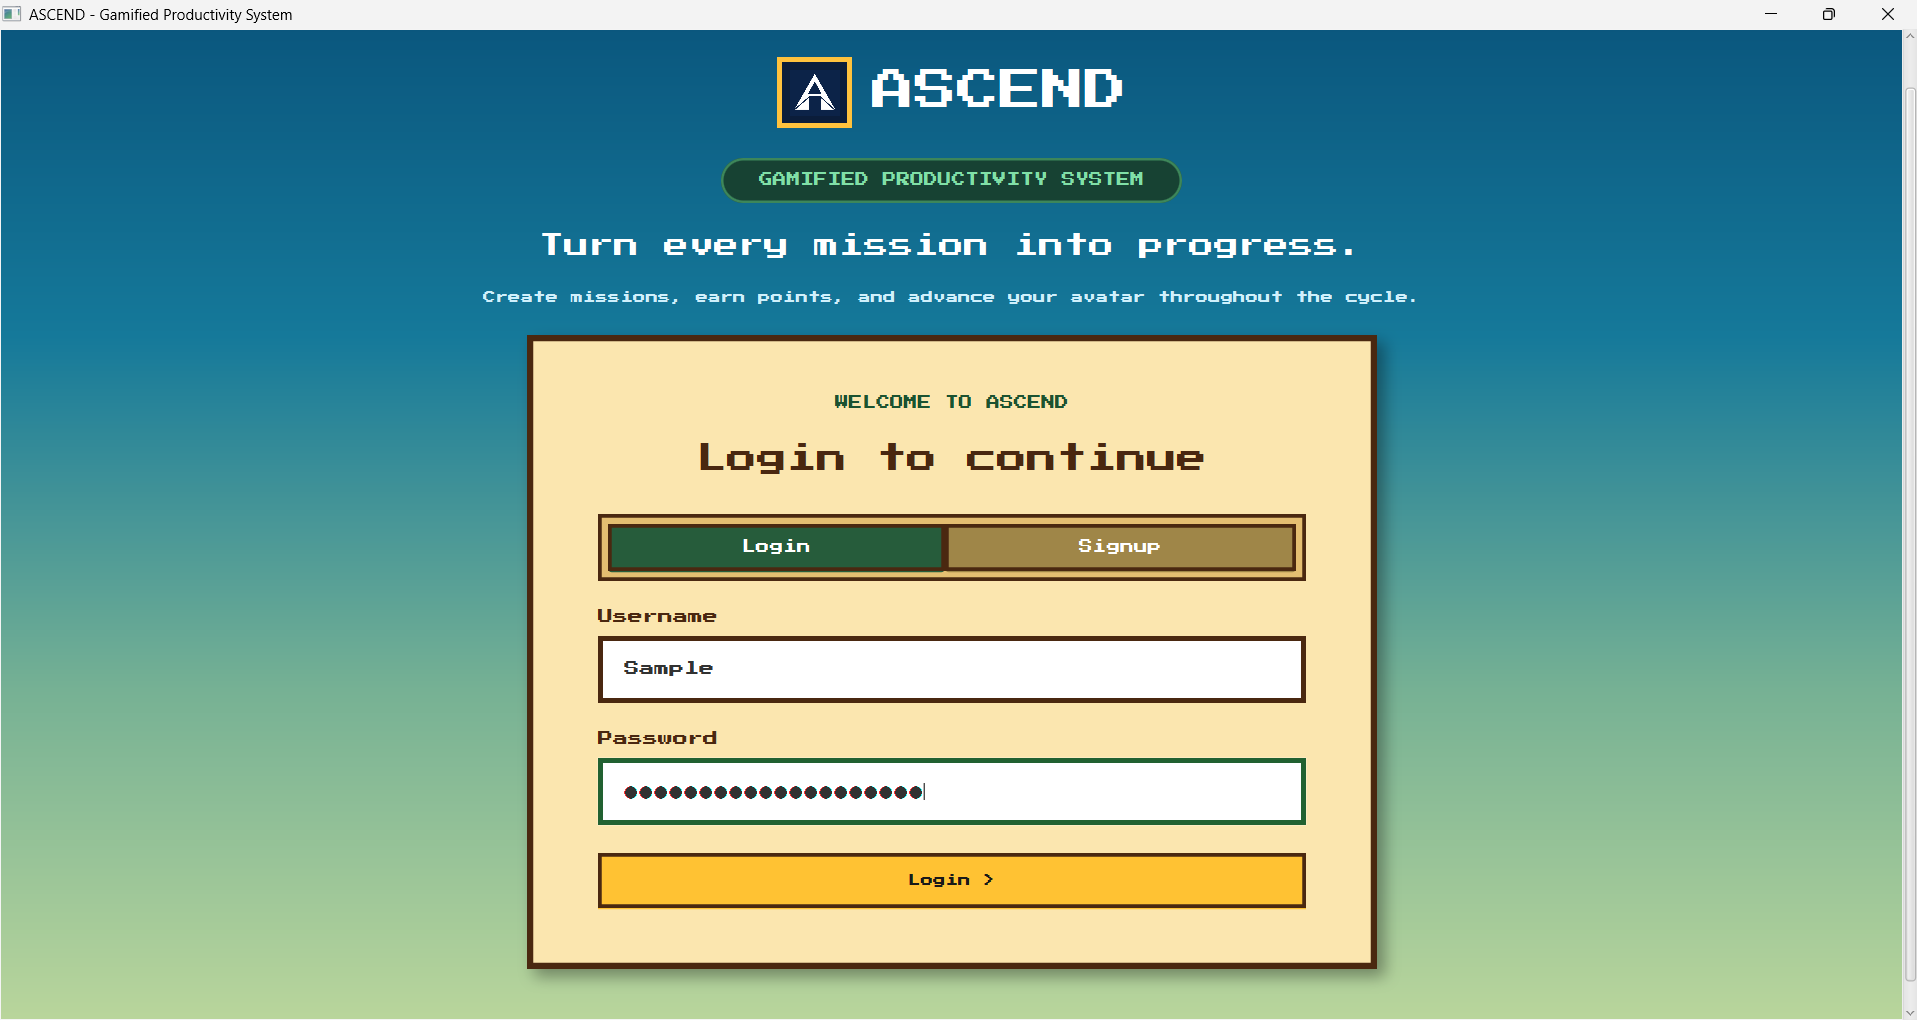 ASCEND - Gamified Productivity System
ASCEND
GAMIFIED PRODUCTIVITY SYSTEM
Turn every mission into progress.
Create missions, earn points, and advance your avatar throughout the cycle.
WELCOME TO ASCEND
Login to continue
Login Signup
Username
Sample
Password
●●●●●●●●●●●●●●●●●●●●
Login >